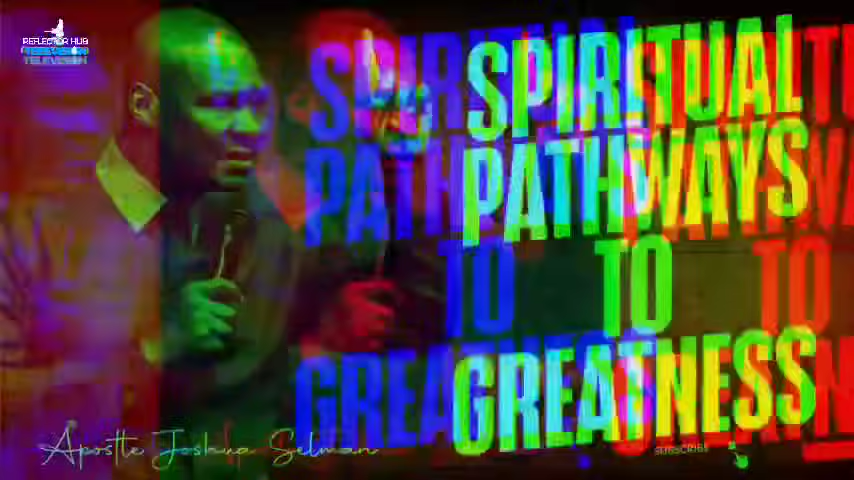 REFLECTOR HUB
TELEVISION
SPIRITUAL
PATHWAYS
TO
GREATNESS
Apostle Joshua Selman
SUBSCRIBE